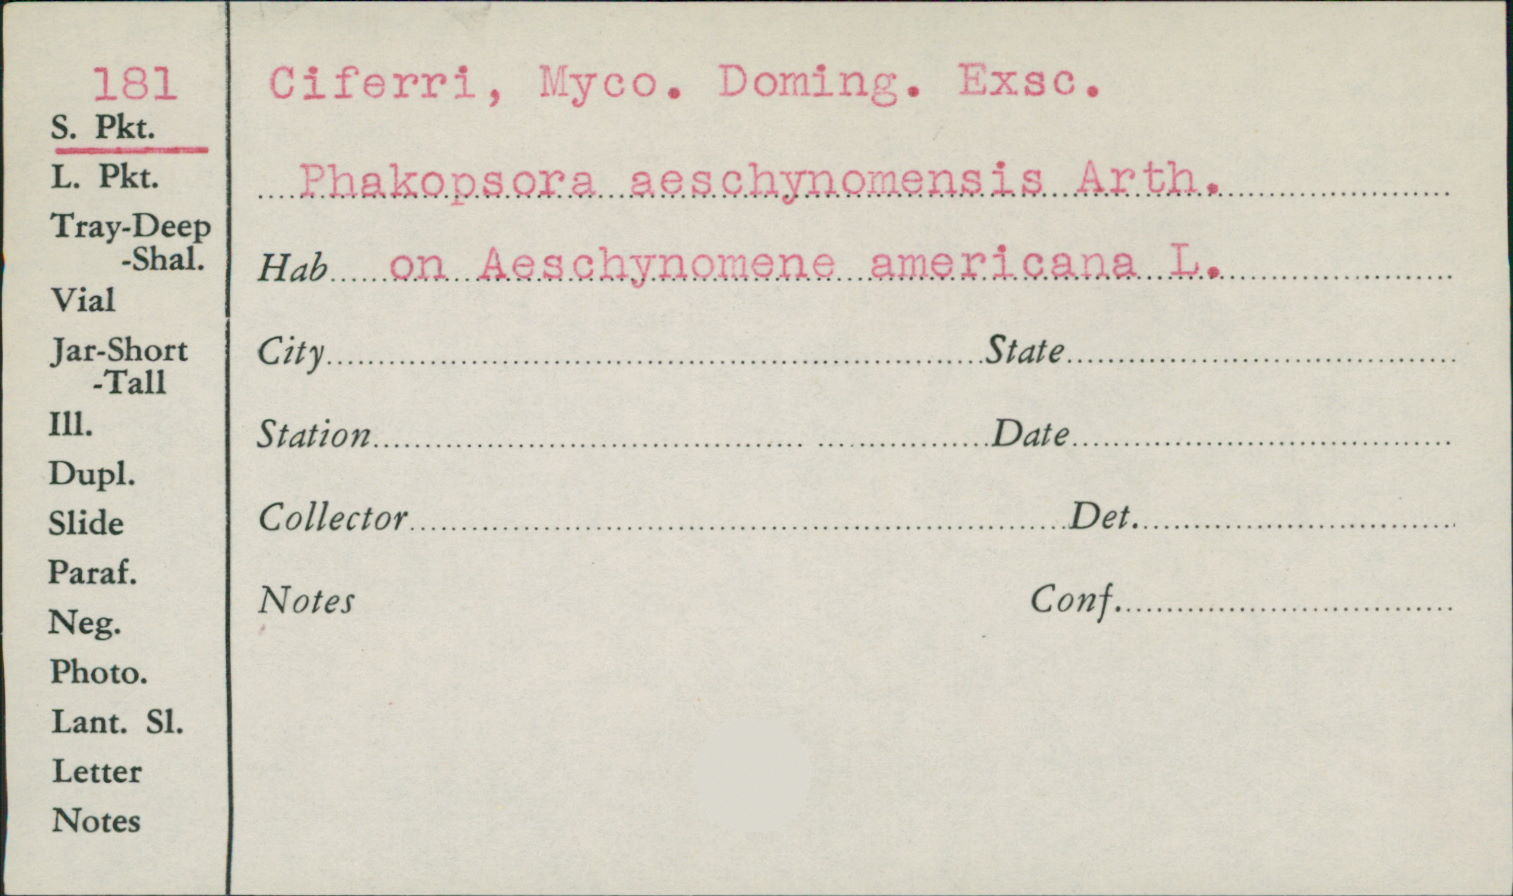 181
S. Pkt.
L. Pkt.
Tray-Deep
-Shal.
Vial
Jar-Short
-Tall
Ill.
Dupl.
Slide
Paraf.
Neg.
Photo.
Lant. Sl.
Letter
Notes
Ciferri, Myco. Doming. Exsc.
Phakopsora aeschynomensis Arth.
Hab on Aeschynomene americana L.
City State
Station Date
Collector Det.
Notes Conf.